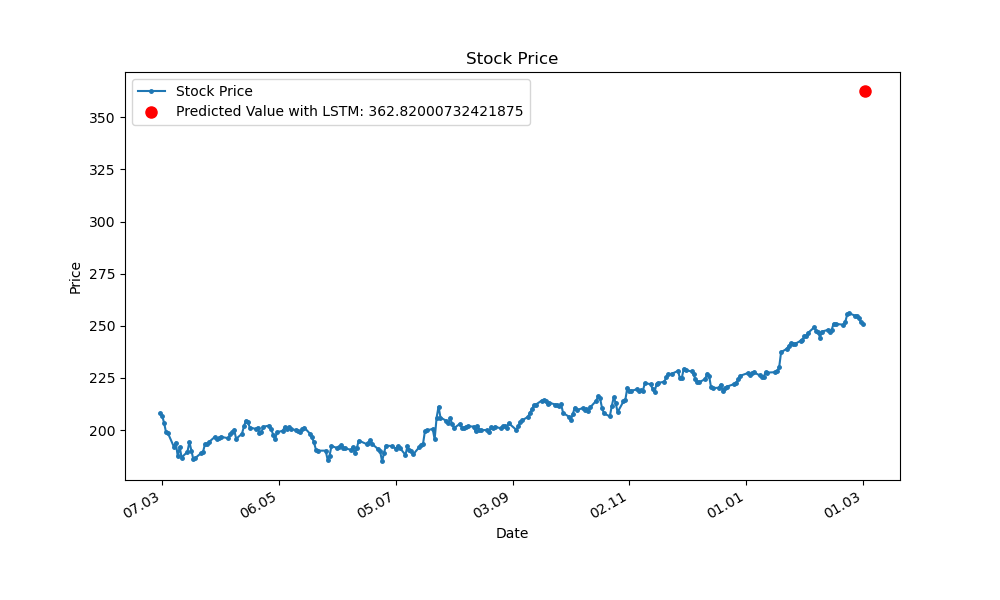 Stock Price
Stock Price
Predicted Value with LSTM: 362.82000732421875
350
325
300
275
250
225
200
Price
07.03
06.05
05.07
03.09
02.11
01.01
01.03
Date